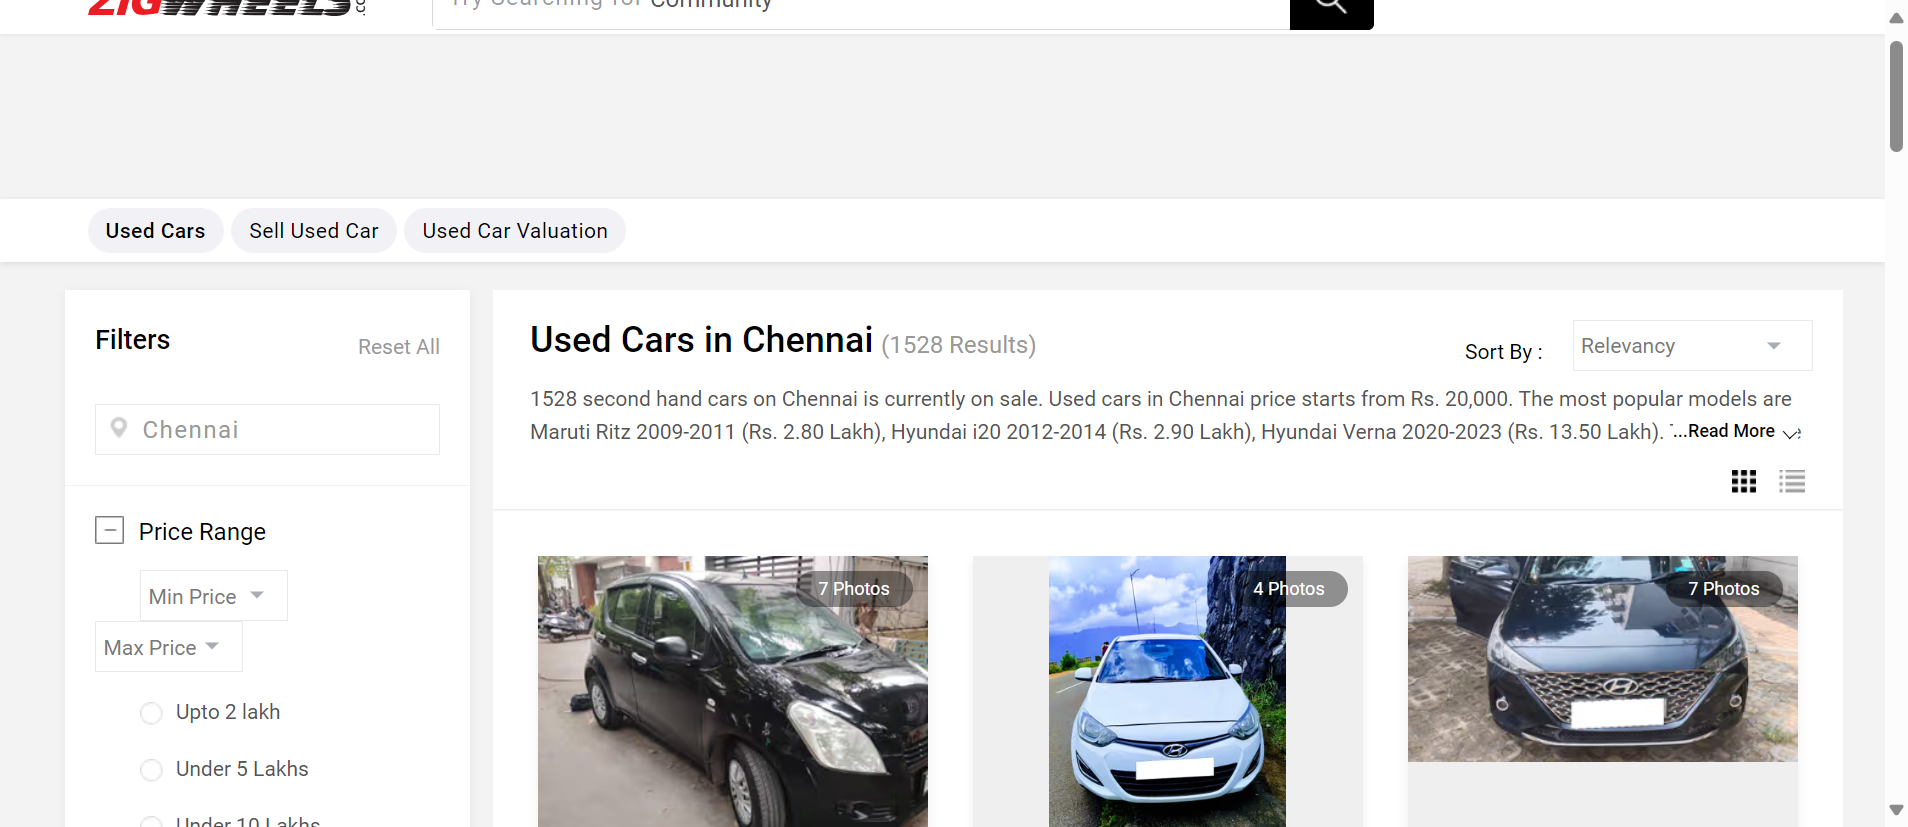 ZIGWHEELS
Try Searching for Community
Used Cars
Sell Used Car
Used Car Valuation
Filters
Reset All
Chennai
Price Range
Min Price
Max Price
Upto 2 lakh
Under 5 Lakhs
Under 10 Lakhs
Used Cars in Chennai (1528 Results)
Sort By :
Relevancy
1528 second hand cars on Chennai is currently on sale. Used cars in Chennai price starts from Rs. 20,000. The most popular models are
Maruti Ritz 2009-2011 (Rs. 2.80 Lakh), Hyundai i20 2012-2014 (Rs. 2.90 Lakh), Hyundai Verna 2020-2023 (Rs. 13.50 Lakh). ...Read More
7 Photos
4 Photos
7 Photos